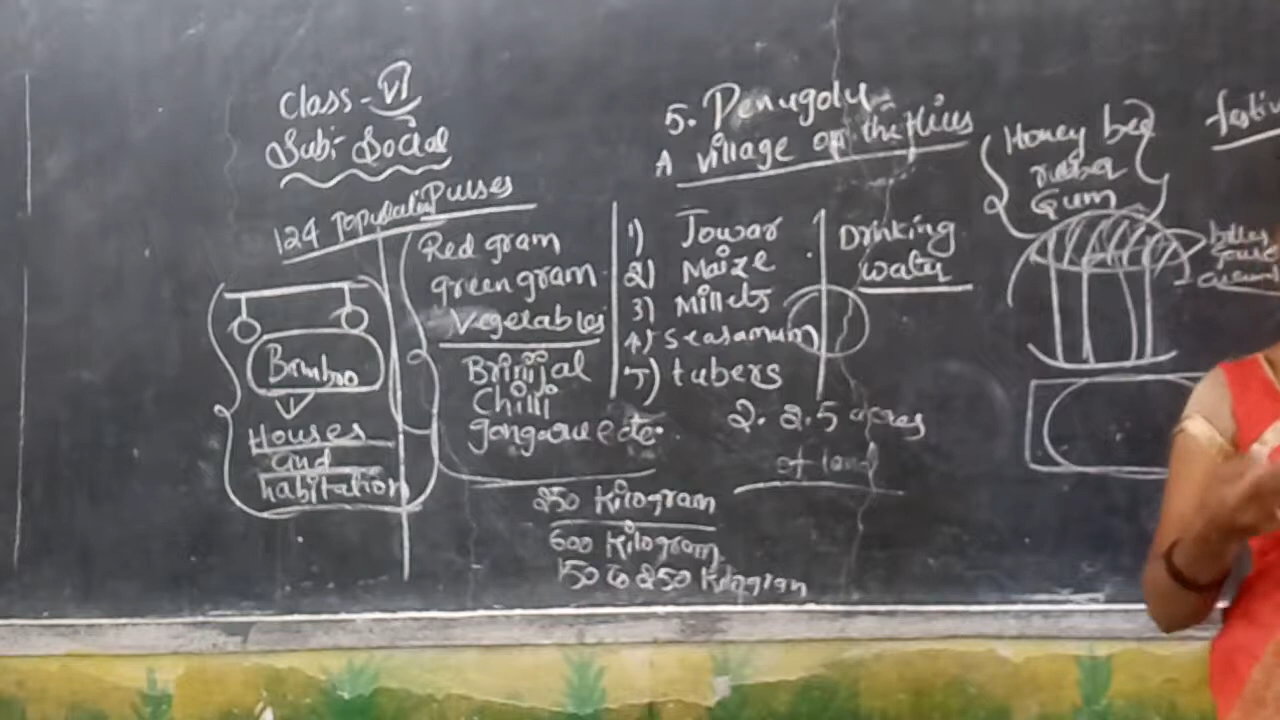 Class - VI
Sub:- Social
5. Penugolu -
A village on the Hills
124 Population
Pulses
Red gram
green gram
Vegetables
Brinjal
Chilli
etc.
1) Jowar
2) Maize
3) Millets
4) Seasamum
5) tubers
Drinking
water
2. 2.5 acres
of land
Bamboo
Houses
and
habitation
250 Kilogram
600 Kilogram
150 to 250 Kilogram
Honey bee
Gum